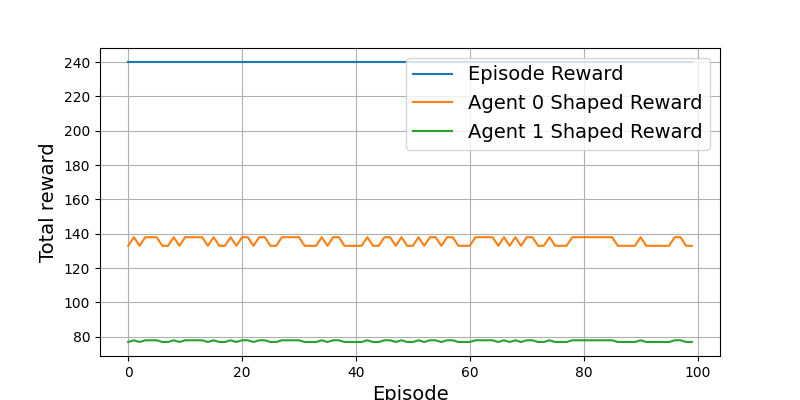 240
220
200
180
160
140
120
100
80
Total reward
Episode Reward
Agent 0 Shaped Reward
Agent 1 Shaped Reward
0 20 40 60 80 100
Episode